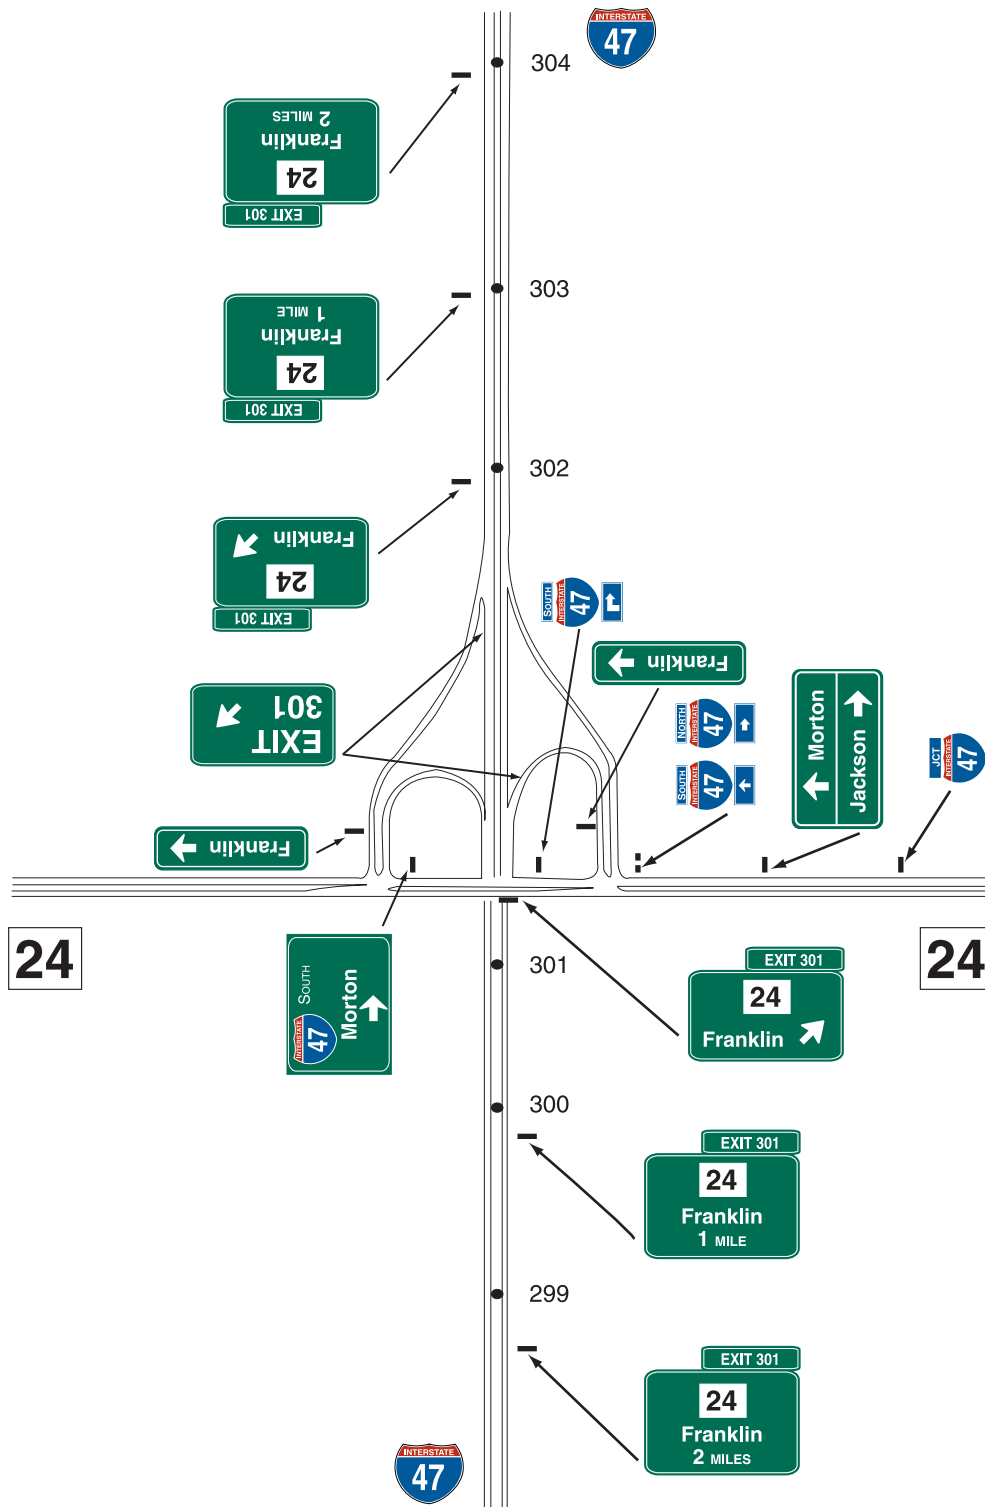 INTERSTATE
47
304
2 MILES
Franklin
24
EXIT 301
303
1 MILE
Franklin
24
EXIT 301
302
Franklin
24
EXIT 301
SOUTH
INTERSTATE
47
EXIT
301
Franklin
NORTH
INTERSTATE
47
SOUTH
INTERSTATE
47
Morton
Jackson
JCT
INTERSTATE
47
Franklin
24
24
SOUTH
INTERSTATE
47
Morton
301
EXIT 301
24
Franklin
300
EXIT 301
24
Franklin
1 MILE
299
EXIT 301
24
Franklin
2 MILES
INTERSTATE
47